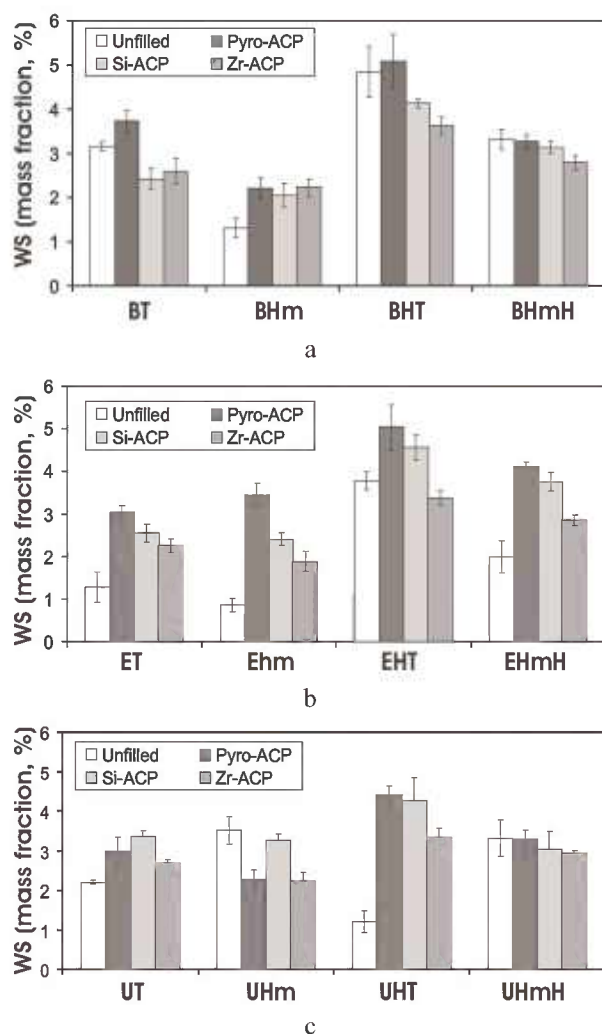 WS (mass fraction, %)
6
5
4
3
2
1
0
Unfilled Pyro-ACP
Si-ACP Zr-ACP
BT BHm BHT BHmH
a
WS (mass fraction, %)
6
5
4
3
2
1
0
Unfilled Pyro-ACP
Si-ACP Zr-ACP
ET Ehm EHT EHmH
b
WS (mass fraction, %)
6
5
4
3
2
1
0
Unfilled Pyro-ACP
Si-ACP Zr-ACP
UT UHm UHT UHmH
c